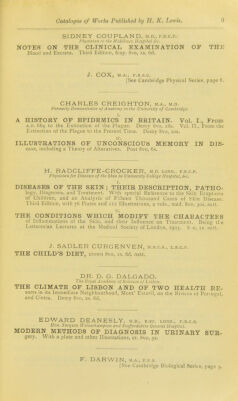 Catalogue of Works Published by H. K. Lewis. 9
SIDNEY COUPLAND, M.D., F.R.C.P.
Physician to the Middlesex Hospital &c.
NOTES ON THE CLINICAL EXAMINATION OF THE
Blood and Excreta. Third Edition, 8vo, 1s. 6d.
J. COX, M.A., F.R.S.C.
[See Cambridge Physical Series, page 6.
CHARLES CREIGHTON, M.A., M.D.
Formerly Demonstrator of Anatomy in the University of Cambridge.
I.
A HISTORY OF EPIDEMICS IN BRITAIN. Vol. I., From
A.D. 664 to the Extinction of the Plague. Demy 8vo, 18s. Vol. II., From the
Extinction of the Plague to the Present Time. Demy 8vo, 20s.
II.
ILLUSTRATIONS OF UNCONSCIOUS MEMORY IN DIS-
ease, including a Theory of Alteratives. Post 8vo, 6s.
H. RADCLIFFE-CROCKER, M.D. LOND., F.R.C.P.
Physician for Diseases of the Skin in University College Hospital, &c.
DISEASES OF THE SKIN; THEIR DESCRIPTION, PATHO-
logy, Diagnosis, and Treatment. With special Reference to the Skin Eruptions
of Children, and an Analysis of Fifteen Thousand Cases of Skin Disease.
Third Edition, with 76 Plates and 112 Illustrations, 2 vols., med. 8vo, 30s. nett.
THE CONDITIONS WHICH MODIFY THE CHARACTERS
of Inflammations of the Skin, and their Influence on Treatment. Being the
Lettsomian Lectures at the Medical Society of London, 1903. 8vo, 2s. nett.
J. SADLER CURGENVEN, M.R.C.S., L.R.C.P.
THE CHILD'S DIET, crown 8vo, 1s. 6d. nett.
DR. D. G. DALGADO.
The Royal Academy of Sciences of Lisbon.
THE CLIMATE OF LISBON AND OF TWO HEALTH RE-
sorts in its Immediate Neighbourhood, Mont' Estoril, on the Riviera of Portugal,
and Cintra. Demy 8vo, 2s. 6d.
EDWARD DEANESLY, M.D., B.SC. LOND., F.R.C.S.
Hon. Surgeon Wolverhampton and Staffordshire General Hospital.
MODERN METHODS OF DIAGNOSIS IN URINARY SUR-
gery. With a plate and other Illustrations, cr. 8vo, 3s.
F. DARWIN, M.A., F.R.S.
[See Cambridge Biological Series, page 5.